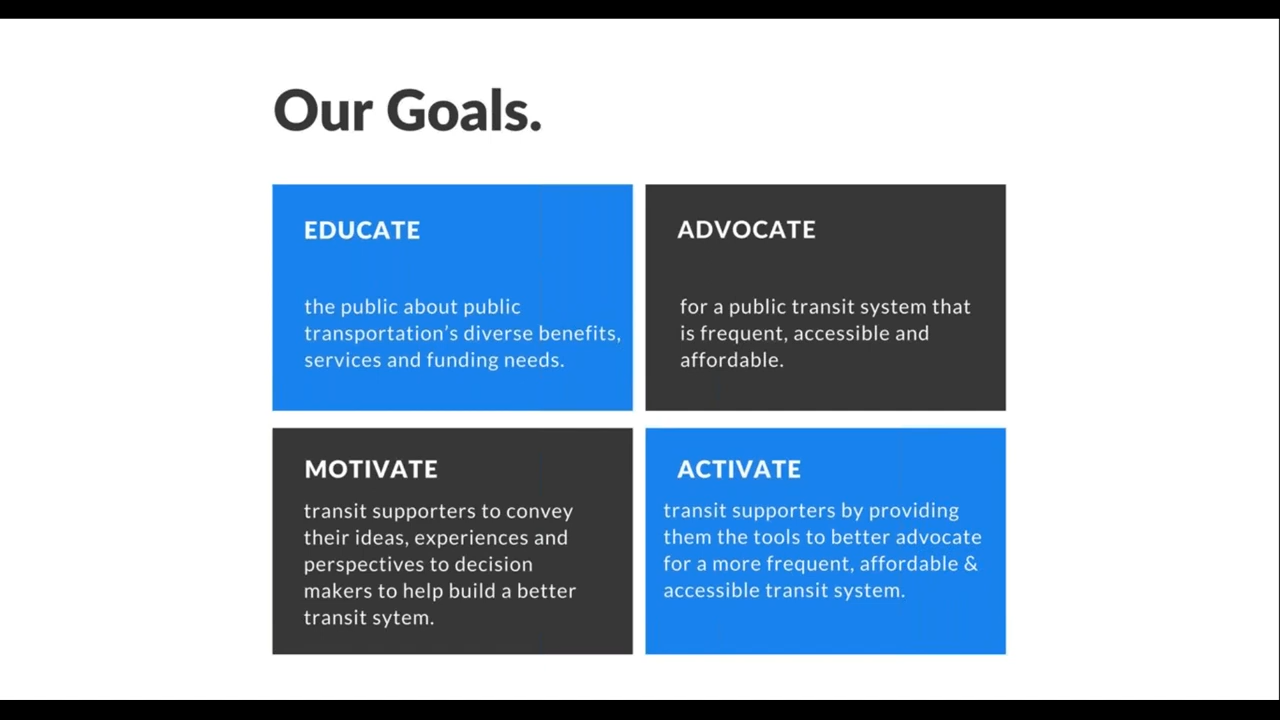 Our Goals.
EDUCATE
the public about public
transportation's diverse benefits,
services and funding needs.
ADVOCATE
for a public transit system that
is frequent, accessible and
affordable.
MOTIVATE
transit supporters to convey
their ideas, experiences and
perspectives to decision
makers to help build a better
transit sytem.
ACTIVATE
transit supporters by providing
them the tools to better advocate
for a more frequent, affordable &
accessible transit system.